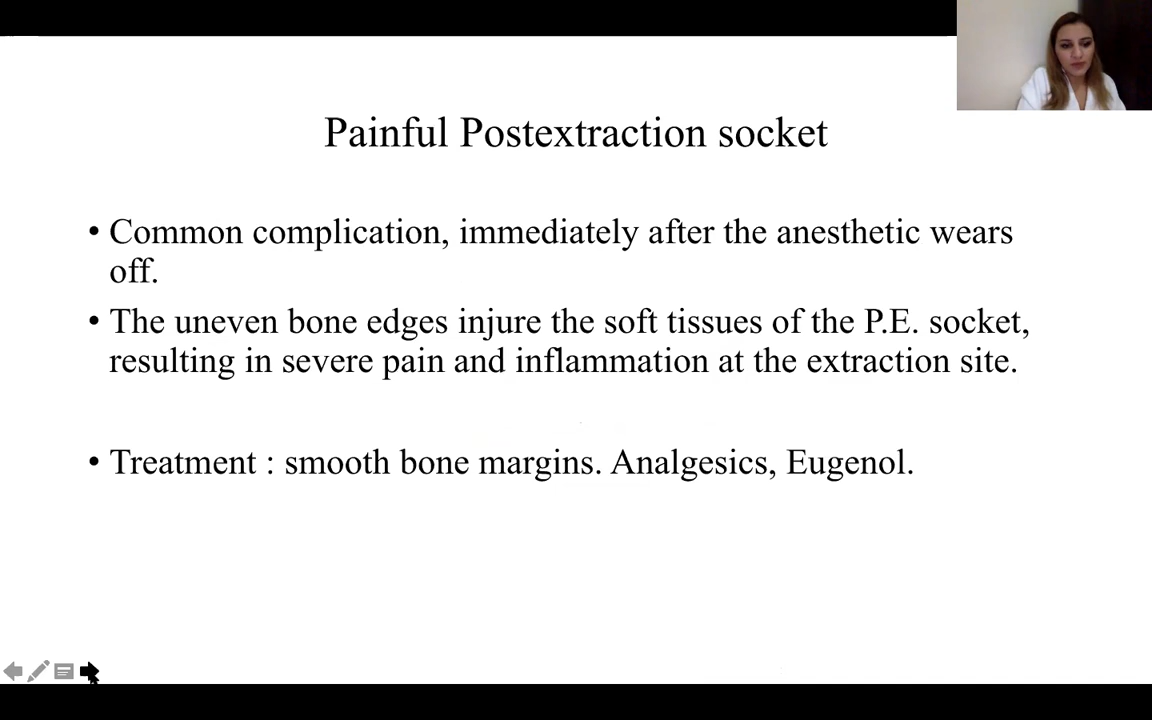 Painful Postextraction socket
• Common complication, immediately after the anesthetic wears
off.
• The uneven bone edges injure the soft tissues of the P.E. socket,
resulting in severe pain and inflammation at the extraction site.
• Treatment : smooth bone margins. Analgesics, Eugenol.